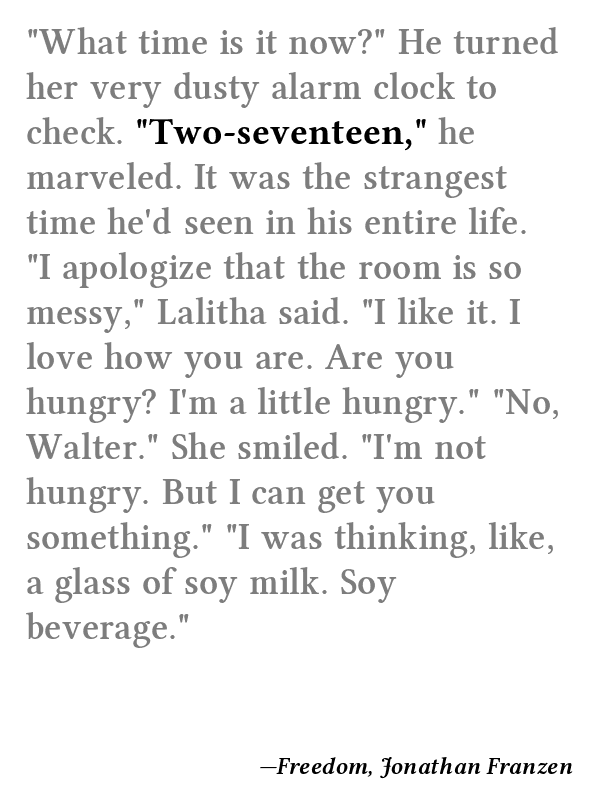 "What time is it now?" He turned
her very dusty alarm clock to
check. "Two-seventeen," he
marveled. It was the strangest
time he'd seen in his entire life.
"I apologize that the room is so
messy," Lalitha said. "I like it. I
love how you are. Are you
hungry? I'm a little hungry." "No,
Walter." She smiled. "I'm not
hungry. But I can get you
something." "I was thinking, like,
a glass of soy milk. Soy
beverage."
—Freedom, Jonathan Franzen